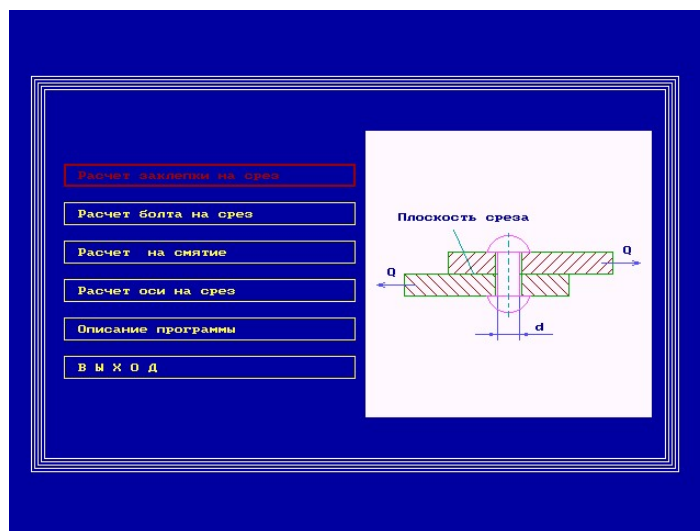 Расчет заклепки на срез
Расчет болта на срез
Расчет на смятие
Расчет оси на срез
Описание программы
В Ы Х О Д
Плоскость среза
Q
Q
d